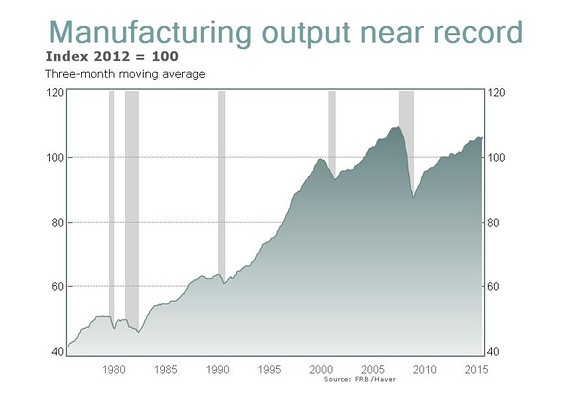 Manufacturing output near record
Index 2012 = 100
Three-month moving average
120 120
100 100
80 80
60 60
40 40
1980 1985 1990 1995 2000 2005 2010 2015
Source: FRB/Haver